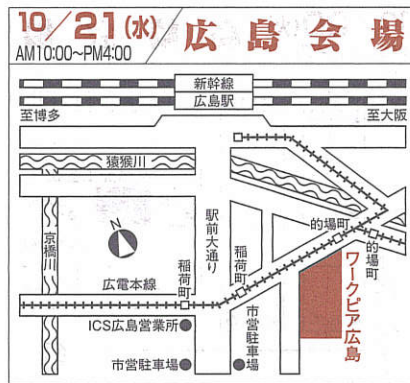 10/21(水)
AM10:00~PM4:00
広島会場
新幹線
広島駅
至博多
至大阪
猿猴川
京橋川
駅前大通り
的場町
的場町
稲荷町
稲荷町
広電本線
ワークピア広島
ICS広島営業所
市営駐車場
市営駐車場
N